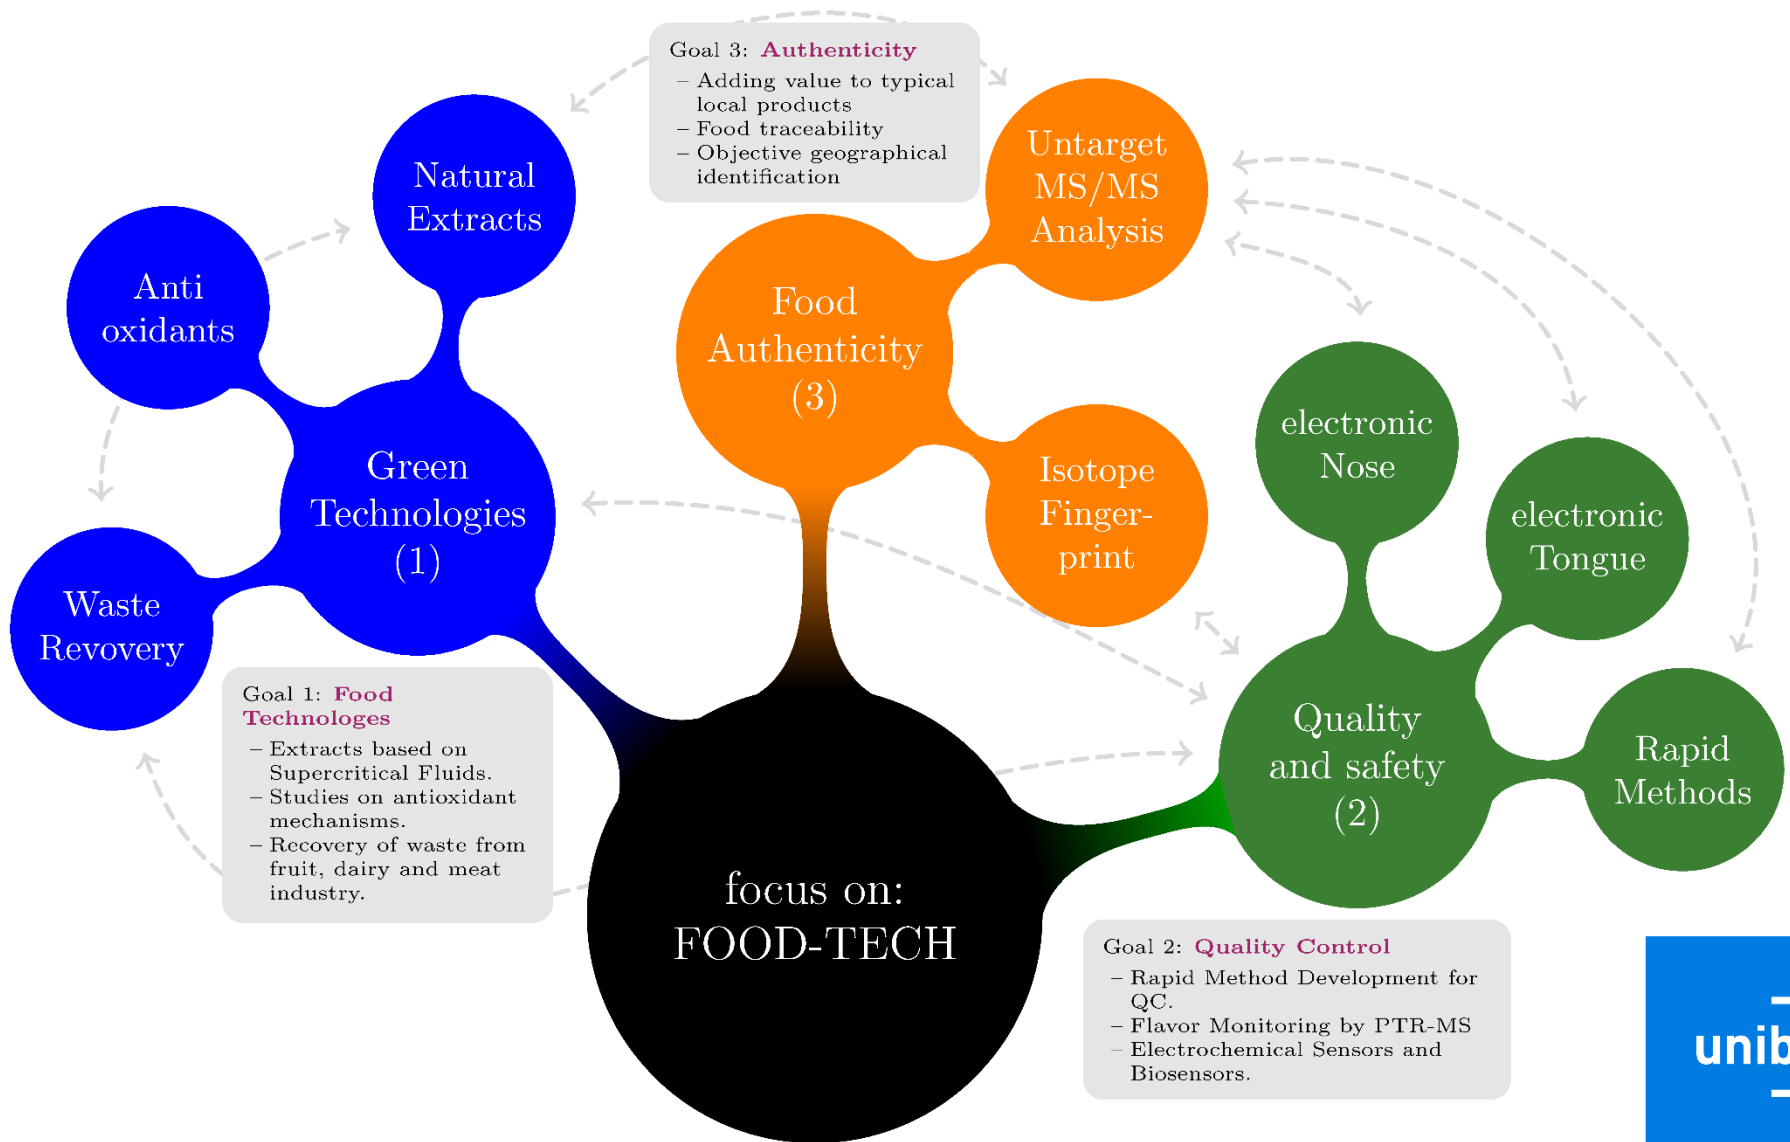 Goal 3: Authenticity
– Adding value to typical
local products
– Food traceability
– Objective geographical
identification
Natural
Extracts
Untarget
MS/MS
Analysis
Anti
oxidants
Food
Authenticity
(3)
electronic
Nose
Green
Technologies
(1)
Isotope
Finger-
print
electronic
Tongue
Waste
Revovery
Goal 1: Food
Technologes
– Extracts based on
Supercritical Fluids.
– Studies on antioxidant
mechanisms.
– Recovery of waste from
fruit, dairy and meat
industry.
Quality
and safety
(2)
Rapid
Methods
focus on:
FOOD-TECH
Goal 2: Quality Control
– Rapid Method Development for
QC.
– Flavor Monitoring by PTR-MS
– Electrochemical Sensors and
Biosensors.